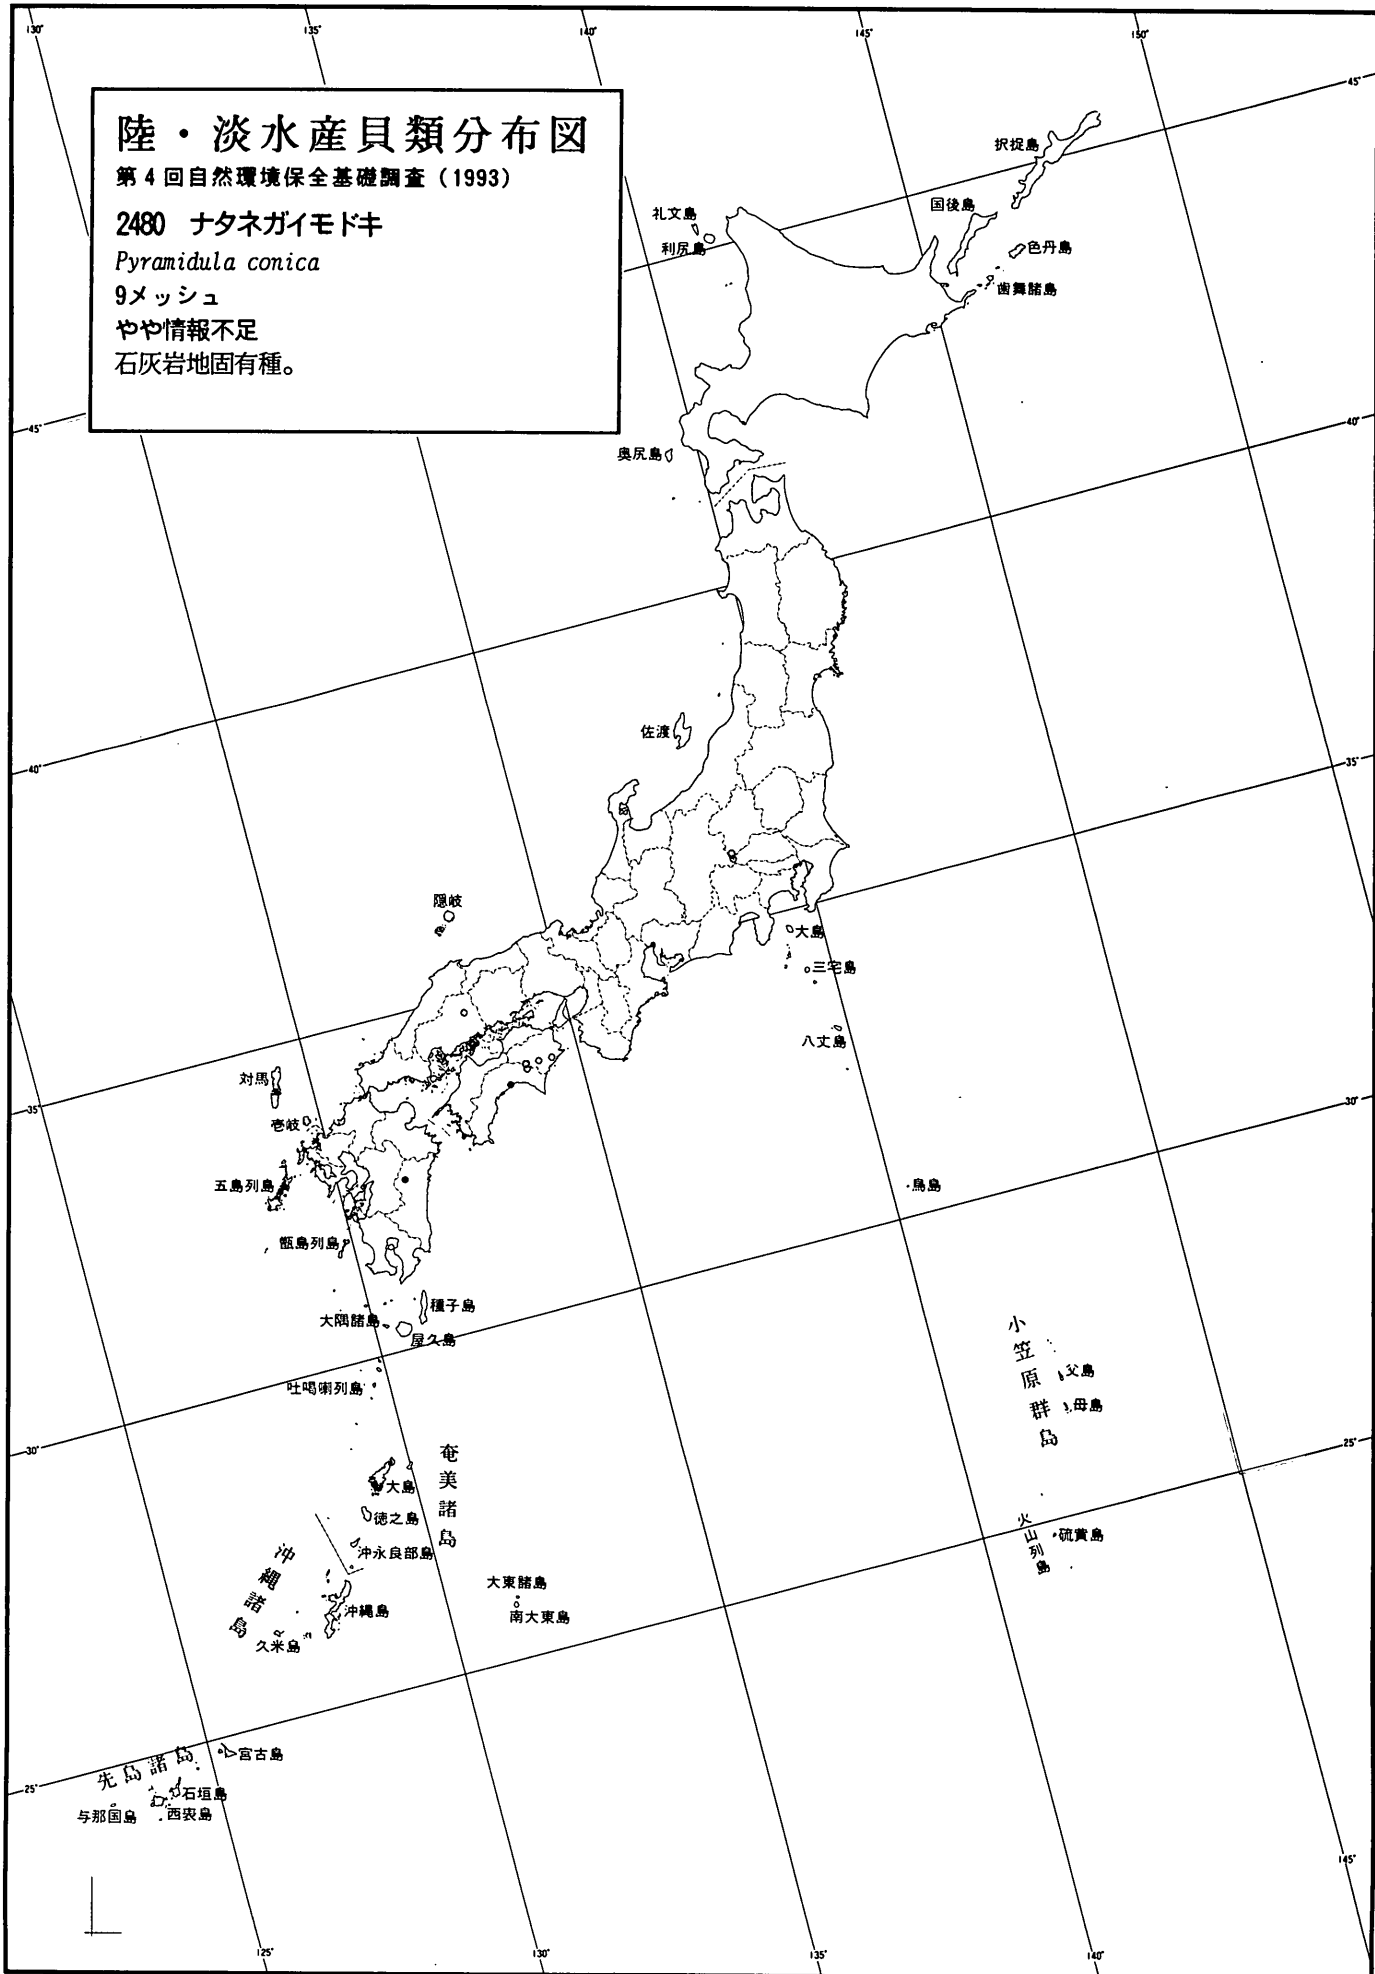 130°
135°
140°
145°
150°
45°
陸・淡水産貝類分布図
第4回自然環境保全基礎調査（1993）
2480 ナタネガイモドキ
Pyramidula conica
9メッシュ
やや情報不足
石灰岩地固有種。
択捉島
国後島
色丹島
歯舞諸島
礼文島
利尻島
45°
40°
奥尻島
佐渡
40°
35°
隠岐
大島
三宅島
八丈島
対馬
壱岐
35°
30°
五島列島
鳥島
甑島列島
種子島
大隅諸島
屋久島
吐噶喇列島
小笠原群島
父島
母島
30°
25°
奄美諸島
大島
徳之島
沖永良部島
沖縄諸島
沖縄島
久米島
大東諸島
南大東島
火山列島
硫黄島
先島諸島
宮古島
石垣島
西表島
与那国島
25°
145°
125°
130°
135°
140°